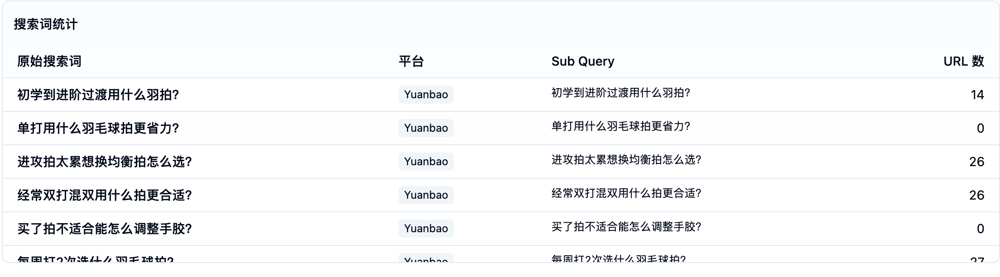 搜索词统计
原始搜索词 平台 Sub Query URL 数
初学到进阶过渡用什么羽拍? Yuanbao 初学到进阶过渡用什么羽拍? 14
单打用什么羽毛球拍更省力? Yuanbao 单打用什么羽毛球拍更省力? 0
进攻拍太累想换均衡拍怎么选? Yuanbao 进攻拍太累想换均衡拍怎么选? 26
经常双打混双用什么拍更合适? Yuanbao 经常双打混双用什么拍更合适? 26
买了拍不适合能怎么调整手胶? Yuanbao 买了拍不适合能怎么调整手胶? 0
每周打2次选什么羽毛球拍? Yuanbao 每周打2次选什么羽毛球拍? 27